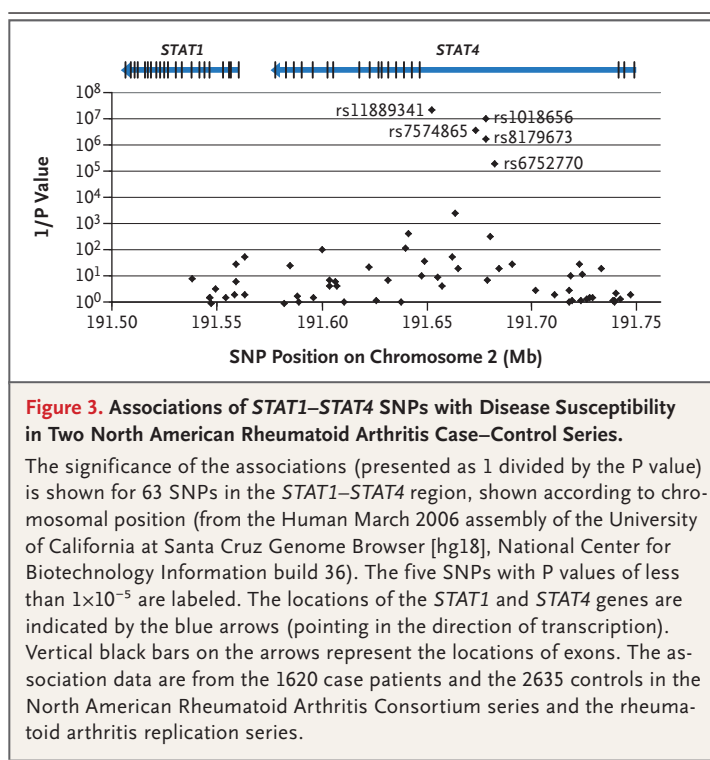 STAT1
STAT4
10⁸
10⁷
10⁶
10⁵
10⁴
10³
10²
10¹
10⁰
1/P Value
rs11889341
rs1018656
rs7574865
rs8179673
rs6752770
191.50
191.55
191.60
191.65
191.70
191.75
SNP Position on Chromosome 2 (Mb)
Figure 3. Associations of STAT1–STAT4 SNPs with Disease Susceptibility
in Two North American Rheumatoid Arthritis Case–Control Series.
The significance of the associations (presented as 1 divided by the P value)
is shown for 63 SNPs in the STAT1–STAT4 region, shown according to chro-
mosomal position (from the Human March 2006 assembly of the University
of California at Santa Cruz Genome Browser [hg18], National Center for
Biotechnology Information build 36). The five SNPs with P values of less
than 1×10⁻⁵ are labeled. The locations of the STAT1 and STAT4 genes are
indicated by the blue arrows (pointing in the direction of transcription).
Vertical black bars on the arrows represent the locations of exons. The as-
sociation data are from the 1620 case patients and the 2635 controls in the
North American Rheumatoid Arthritis Consortium series and the rheuma-
toid arthritis replication series.